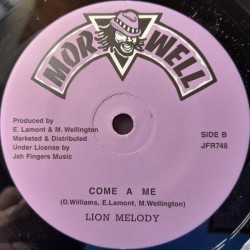 MOR WELL
Produced by
E. Lamont & M. Wellington
Marketed & Distributed
Under License by
Jah Fingers Music
SIDE B
JFR748
COME A ME
(D.Williams, E.Lamont, M.Wellington)
LION MELODY